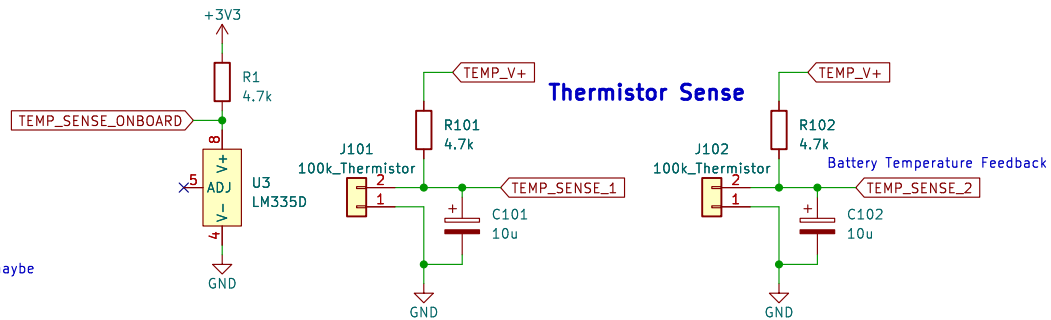 +3V3
R1
4.7k
TEMP_SENSE_ONBOARD
8
V+
5
ADJ
V-
4
U3
LM335D
GND
aybe
TEMP_V+
R101
4.7k
J101
100k_Thermistor
2
1
TEMP_SENSE_1
+
C101
10u
GND
Thermistor Sense
TEMP_V+
R102
4.7k
J102
100k_Thermistor
Battery Temperature Feedback
2
1
TEMP_SENSE_2
+
C102
10u
GND